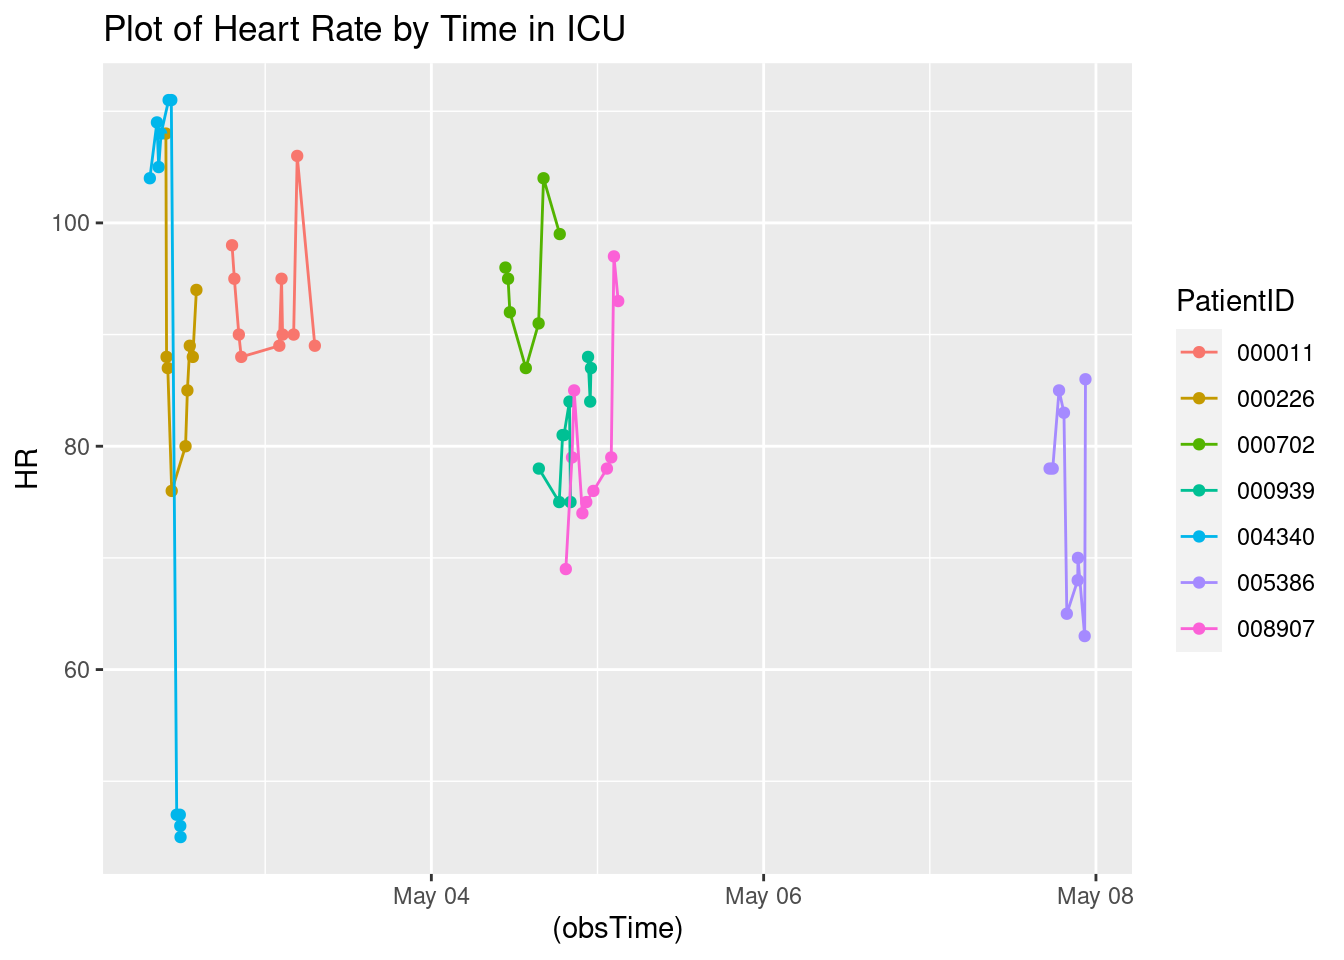 Plot of Heart Rate by Time in ICU
HR
100
80
60
May 04
May 06
May 08
(obsTime)
PatientID
000011
000226
000702
000939
004340
005386
008907